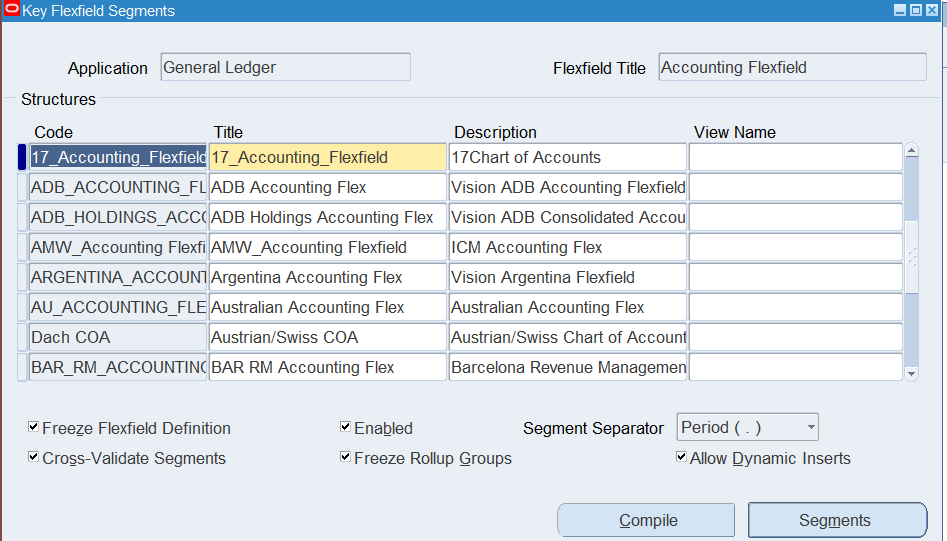 Key Flexfield Segments
Application General Ledger Flexfield Title Accounting Flexfield
Structures
Code Title Description View Name
17_Accounting_Flexfield 17_Accounting_Flexfield 17Chart of Accounts
ADB_ACCOUNTING_FL ADB Accounting Flex Vision ADB Accounting Flexfield
ADB_HOLDINGS_ACCO ADB Holdings Accounting Flex Vision ADB Consolidated Accou
AMW_Accounting Flexfi AMW_Accounting Flexfield ICM Accounting Flex
ARGENTINA_ACCOUNT Argentina Accounting Flex Vision Argentina Flexfield
AU_ACCOUNTING_FLE Australian Accounting Flex Australian Accounting Flex
Dach COA Austrian/Swiss COA Austrian/Swiss Chart of Account
BAR_RM_ACCOUNTING BAR RM Accounting Flex Barcelona Revenue Managemen
Freeze Flexfield Definition Enabled Segment Separator Period ( . )
Cross-Validate Segments Freeze Rollup Groups Allow Dynamic Inserts
Compile Segments